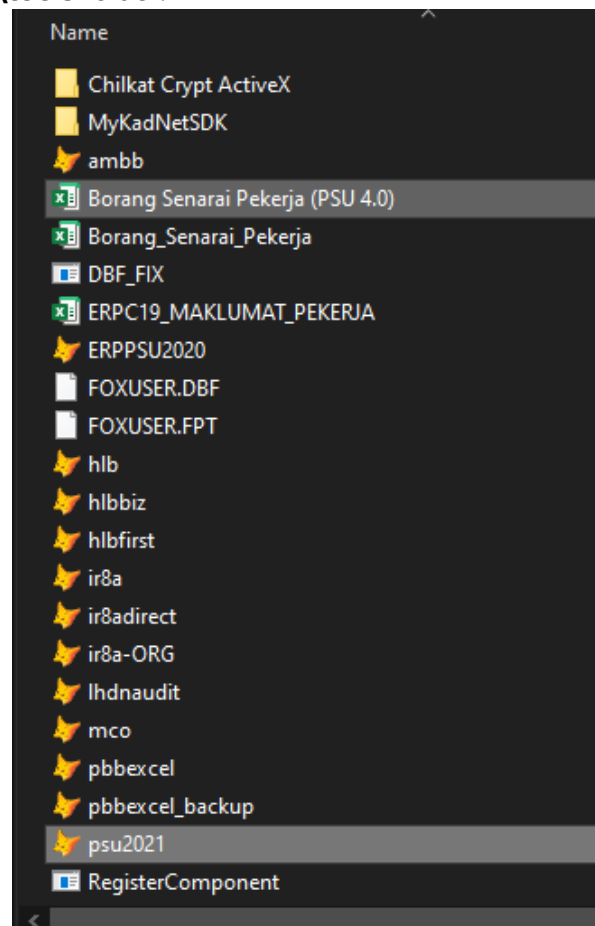 Name
Chilkat Crypt ActiveX
MyKadNetSDK
ambb
Borang Senarai Pekerja (PSU 4.0)
Borang_Senarai_Pekerja
DBF_FIX
ERPC19_MAKLUMAT_PEKERJA
ERPPSU2020
FOXUSER.DBF
FOXUSER.FPT
hlb
hlbbiz
hlbfirst
ir8a
ir8adirect
ir8a-ORG
lhdnaudit
mco
pbbexcel
pbbexcel_backup
psu2021
RegisterComponent